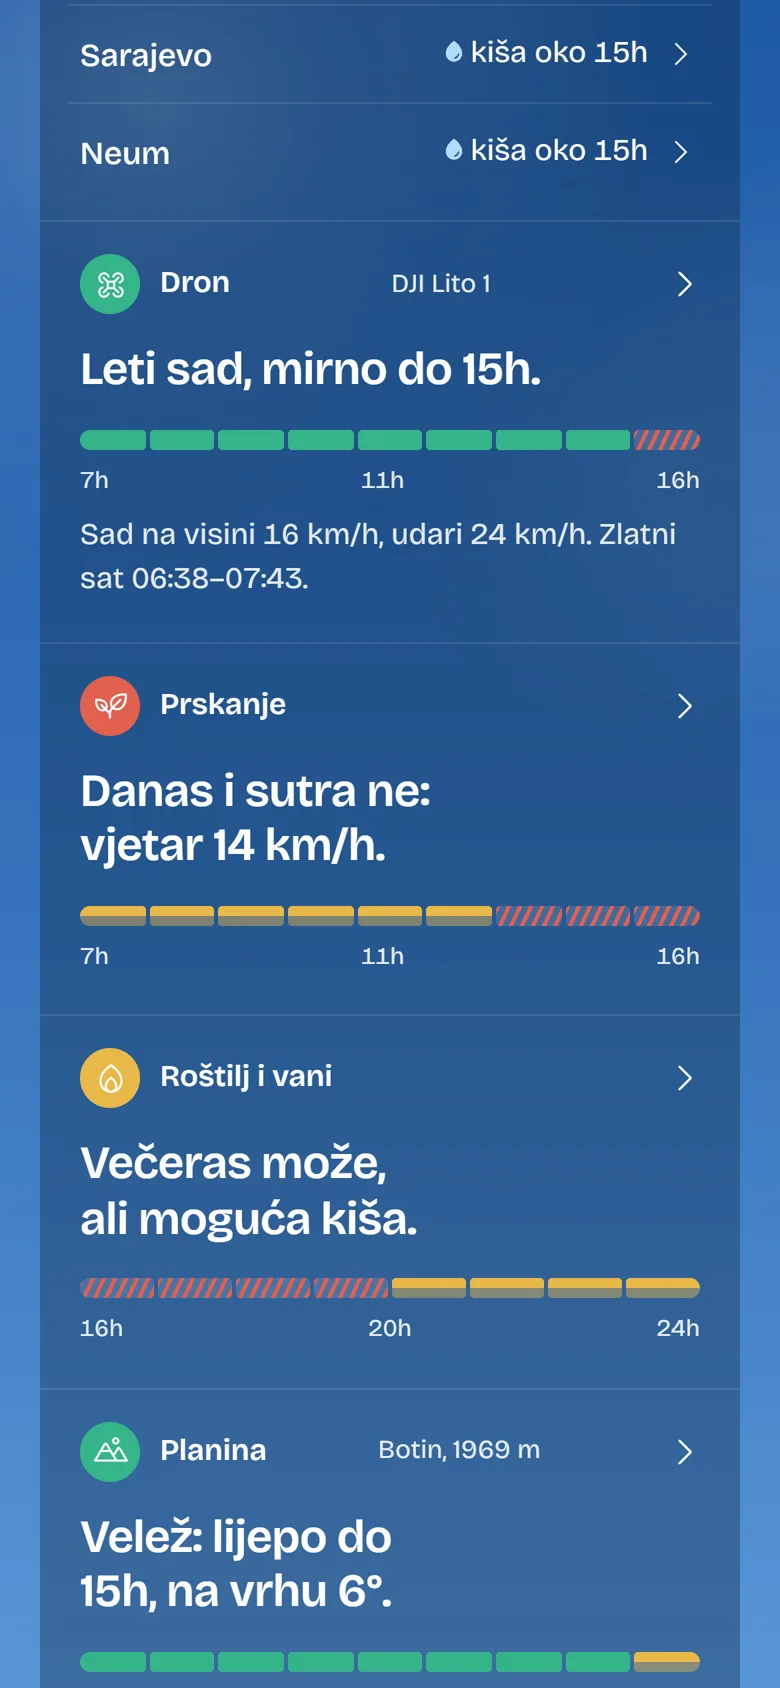 Sarajevo
kiša oko 15h
Neum
kiša oko 15h
Dron
DJI Lito 1
Leti sad, mirno do 15h.
7h 11h 16h
Sad na visini 16 km/h, udari 24 km/h. Zlatni
sat 06:38–07:43.
Prskanje
Danas i sutra ne:
vjetar 14 km/h.
7h 11h 16h
Roštilj i vani
Večeras može,
ali moguća kiša.
16h 20h 24h
Planina
Botin, 1969 m
Velež: lijepo do
15h, na vrhu 6°.